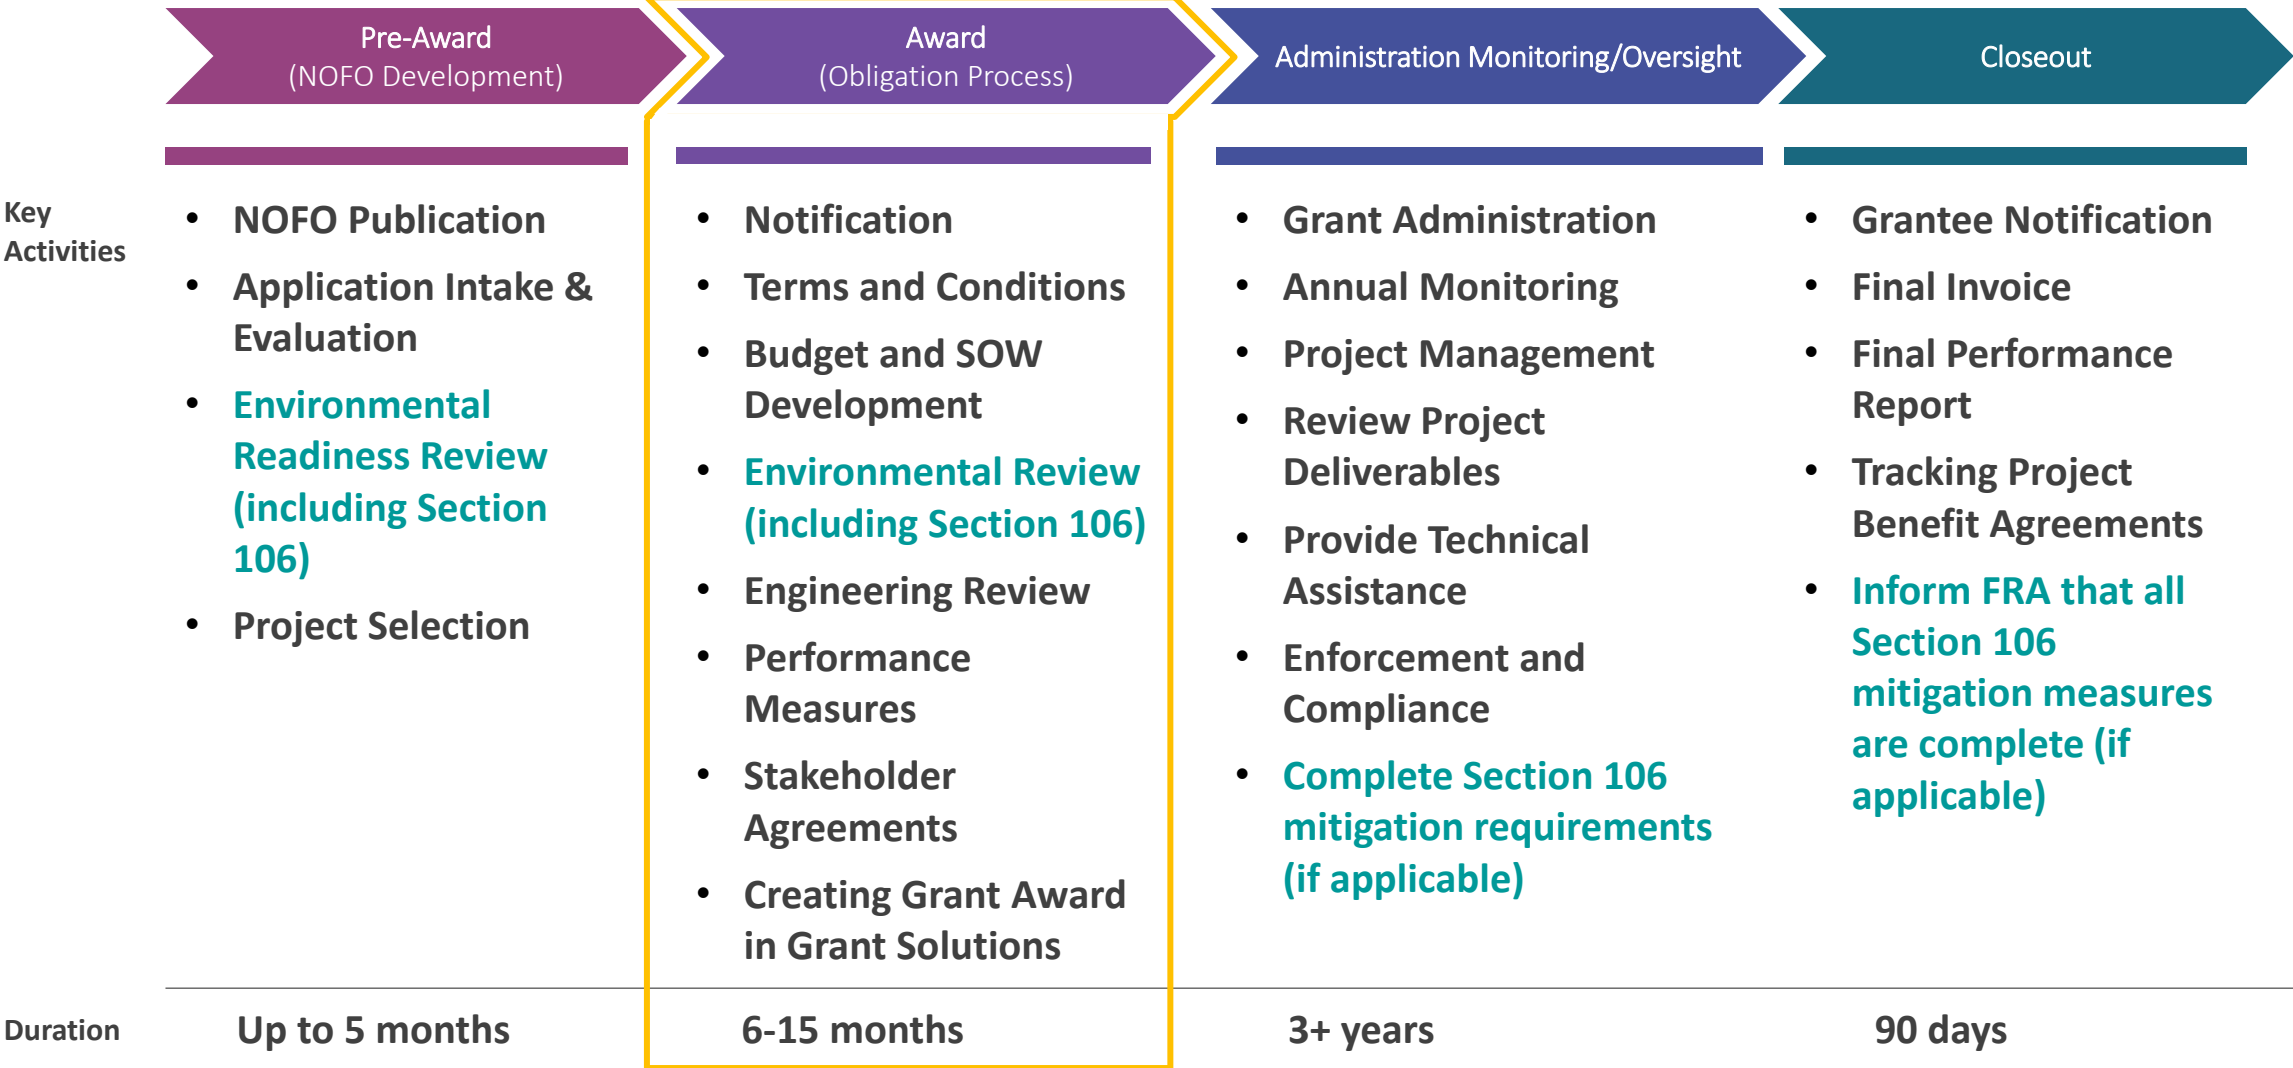 Pre-Award
(NOFO Development)
Award
(Obligation Process)
Administration Monitoring/Oversight
Closeout
Key
Activities
• NOFO Publication
• Application Intake &
Evaluation
• Environmental
Readiness Review
(including Section
106)
• Project Selection
• Notification
• Terms and Conditions
• Budget and SOW
Development
• Environmental Review
(including Section 106)
• Engineering Review
• Performance
Measures
• Stakeholder
Agreements
• Creating Grant Award
in Grant Solutions
• Grant Administration
• Annual Monitoring
• Project Management
• Review Project
Deliverables
• Provide Technical
Assistance
• Enforcement and
Compliance
• Complete Section 106
mitigation requirements
(if applicable)
• Grantee Notification
• Final Invoice
• Final Performance
Report
• Tracking Project
Benefit Agreements
• Inform FRA that all
Section 106
mitigation measures
are complete (if
applicable)
Duration
Up to 5 months
6-15 months
3+ years
90 days